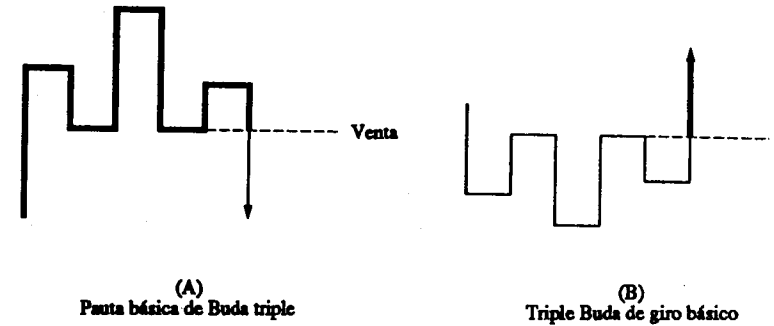 Venta
(A)
Pauta básica de Buda triple
(B)
Triple Buda de giro básico